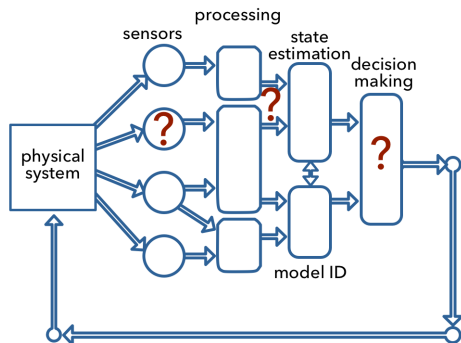 processing
sensors
state
estimation
decision
making
?
?
?
physical
system
model ID